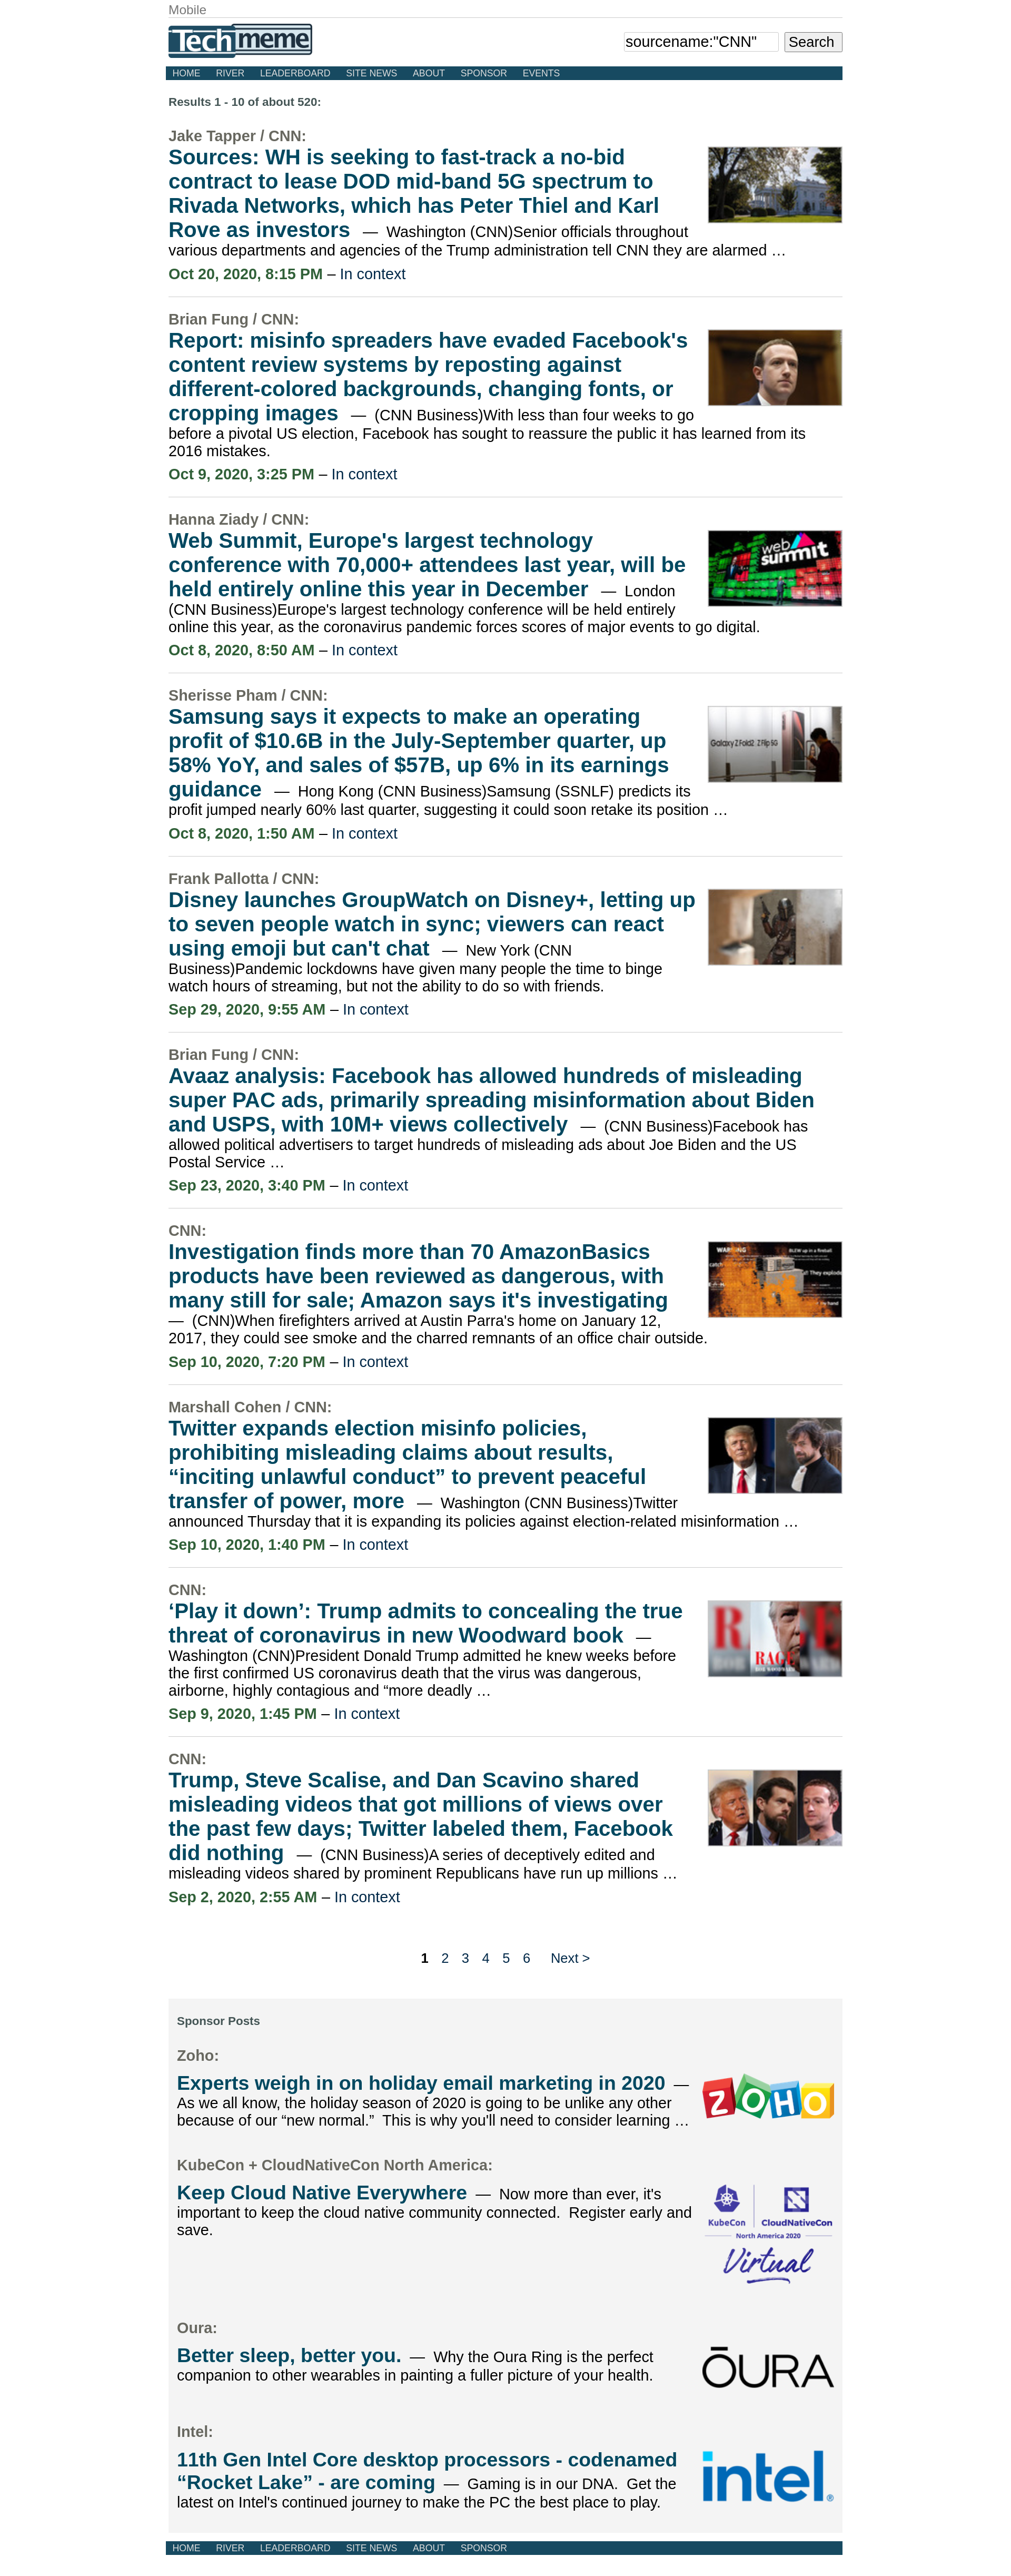 Mobile
Techmeme
sourcename:"CNN"
Search
HOME RIVER LEADERBOARD SITE NEWS ABOUT SPONSOR EVENTS
Results 1 - 10 of about 520:
Jake Tapper / CNN:
Sources: WH is seeking to fast-track a no-bid
contract to lease DOD mid-band 5G spectrum to
Rivada Networks, which has Peter Thiel and Karl
Rove as investors — Washington (CNN)Senior officials throughout
various departments and agencies of the Trump administration tell CNN they are alarmed …
Oct 20, 2020, 8:15 PM – In context
Brian Fung / CNN:
Report: misinfo spreaders have evaded Facebook's
content review systems by reposting against
different-colored backgrounds, changing fonts, or
cropping images — (CNN Business)With less than four weeks to go
before a pivotal US election, Facebook has sought to reassure the public it has learned from its
2016 mistakes.
Oct 9, 2020, 3:25 PM – In context
Hanna Ziady / CNN:
Web Summit, Europe's largest technology
conference with 70,000+ attendees last year, will be
held entirely online this year in December — London
(CNN Business)Europe's largest technology conference will be held entirely
online this year, as the coronavirus pandemic forces scores of major events to go digital.
web
summit
Oct 8, 2020, 8:50 AM – In context
Sherisse Pham / CNN:
Samsung says it expects to make an operating
profit of $10.6B in the July-September quarter, up
58% YoY, and sales of $57B, up 6% in its earnings
guidance — Hong Kong (CNN Business)Samsung (SSNLF) predicts its
profit jumped nearly 60% last quarter, suggesting it could soon retake its position …
Galaxy Z Fold2 Z Flip 5G
Oct 8, 2020, 1:50 AM – In context
Frank Pallotta / CNN:
Disney launches GroupWatch on Disney+, letting up
to seven people watch in sync; viewers can react
using emoji but can't chat — New York (CNN
Business)Pandemic lockdowns have given many people the time to binge
watch hours of streaming, but not the ability to do so with friends.
Sep 29, 2020, 9:55 AM – In context
Brian Fung / CNN:
Avaaz analysis: Facebook has allowed hundreds of misleading
super PAC ads, primarily spreading misinformation about Biden
and USPS, with 10M+ views collectively — (CNN Business)Facebook has
allowed political advertisers to target hundreds of misleading ads about Joe Biden and the US
Postal Service …
Sep 23, 2020, 3:40 PM – In context
CNN:
Investigation finds more than 70 AmazonBasics
products have been reviewed as dangerous, with
many still for sale; Amazon says it's investigating
— (CNN)When firefighters arrived at Austin Parra's home on January 12,
2017, they could see smoke and the charred remnants of an office chair outside.
Sep 10, 2020, 7:20 PM – In context
Marshall Cohen / CNN:
Twitter expands election misinfo policies,
prohibiting misleading claims about results,
“inciting unlawful conduct” to prevent peaceful
transfer of power, more — Washington (CNN Business)Twitter
announced Thursday that it is expanding its policies against election-related misinformation …
Sep 10, 2020, 1:40 PM – In context
CNN:
‘Play it down’: Trump admits to concealing the true
threat of coronavirus in new Woodward book —
Washington (CNN)President Donald Trump admitted he knew weeks before
the first confirmed US coronavirus death that the virus was dangerous,
airborne, highly contagious and “more deadly …
RAGE
Sep 9, 2020, 1:45 PM – In context
CNN:
Trump, Steve Scalise, and Dan Scavino shared
misleading videos that got millions of views over
the past few days; Twitter labeled them, Facebook
did nothing — (CNN Business)A series of deceptively edited and
misleading videos shared by prominent Republicans have run up millions …
Sep 2, 2020, 2:55 AM – In context
1 2 3 4 5 6 Next >
Sponsor Posts
Zoho:
Experts weigh in on holiday email marketing in 2020 —
As we all know, the holiday season of 2020 is going to be unlike any other
because of our “new normal.” This is why you'll need to consider learning …
ZOHO
KubeCon + CloudNativeCon North America:
Keep Cloud Native Everywhere — Now more than ever, it's
important to keep the cloud native community connected. Register early and
save.
KubeCon CloudNativeCon
North America 2020
Virtual
Oura:
Better sleep, better you. — Why the Oura Ring is the perfect
companion to other wearables in painting a fuller picture of your health.
ŌURA
Intel:
11th Gen Intel Core desktop processors - codenamed
“Rocket Lake” - are coming — Gaming is in our DNA. Get the
latest on Intel's continued journey to make the PC the best place to play.
intel®
HOME RIVER LEADERBOARD SITE NEWS ABOUT SPONSOR